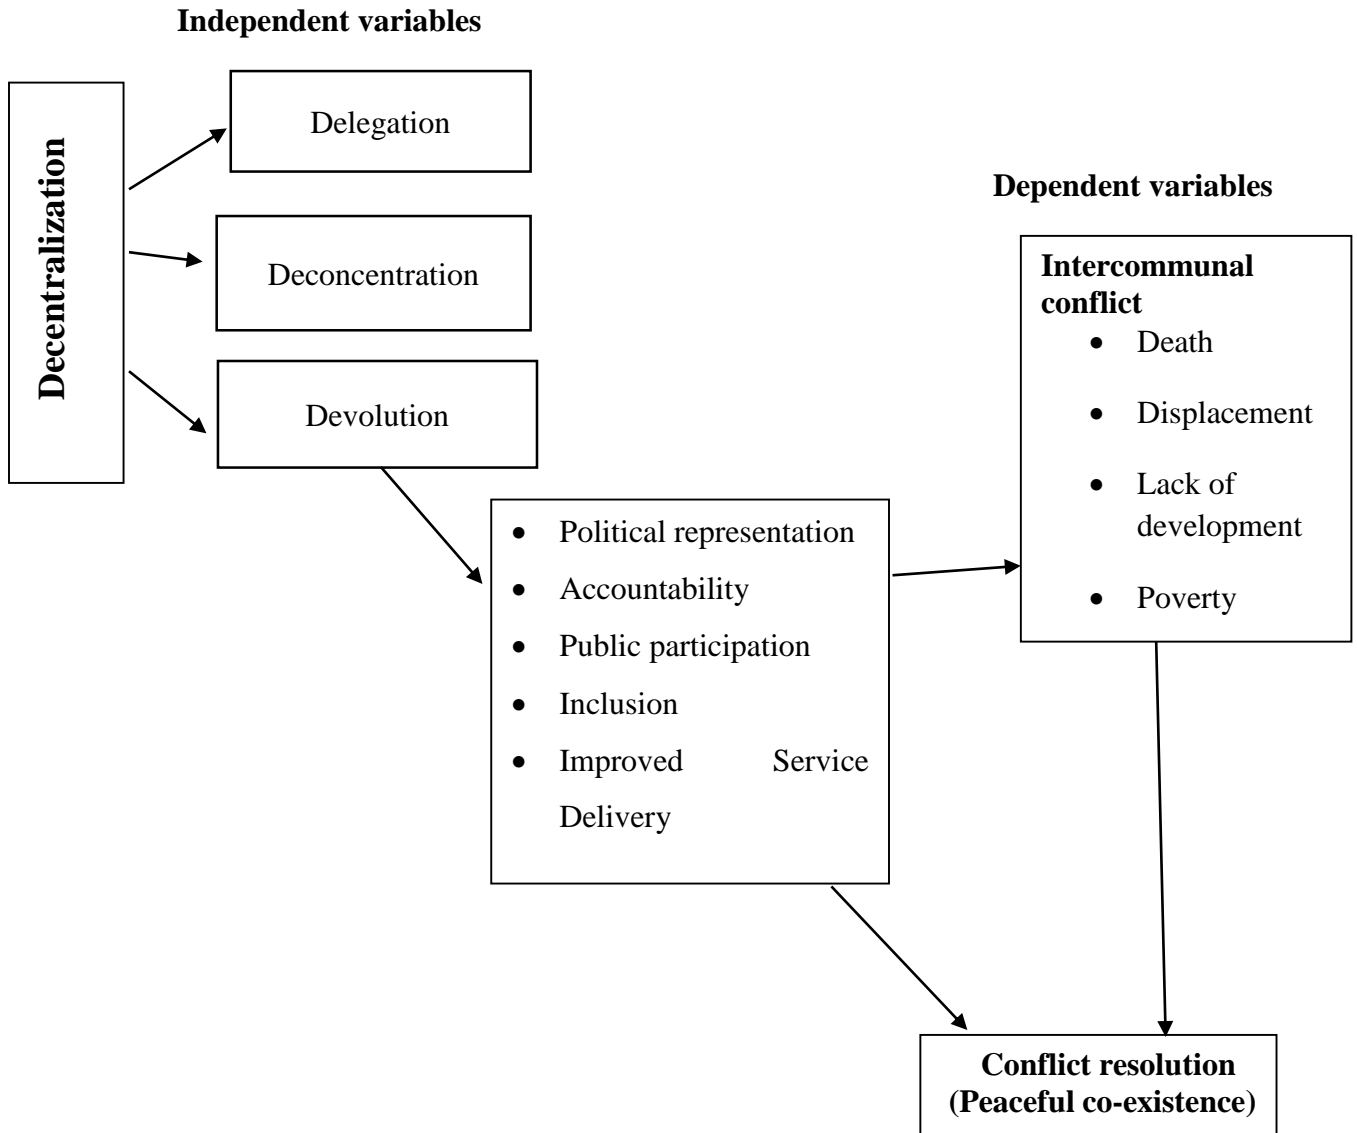 Independent variables
Decentralization
Delegation
Deconcentration
Devolution
• Political representation
• Accountability
• Public participation
• Inclusion
• Improved Service
Delivery
Dependent variables
Intercommunal
conflict
• Death
• Displacement
• Lack of
development
• Poverty
Conflict resolution
(Peaceful co-existence)